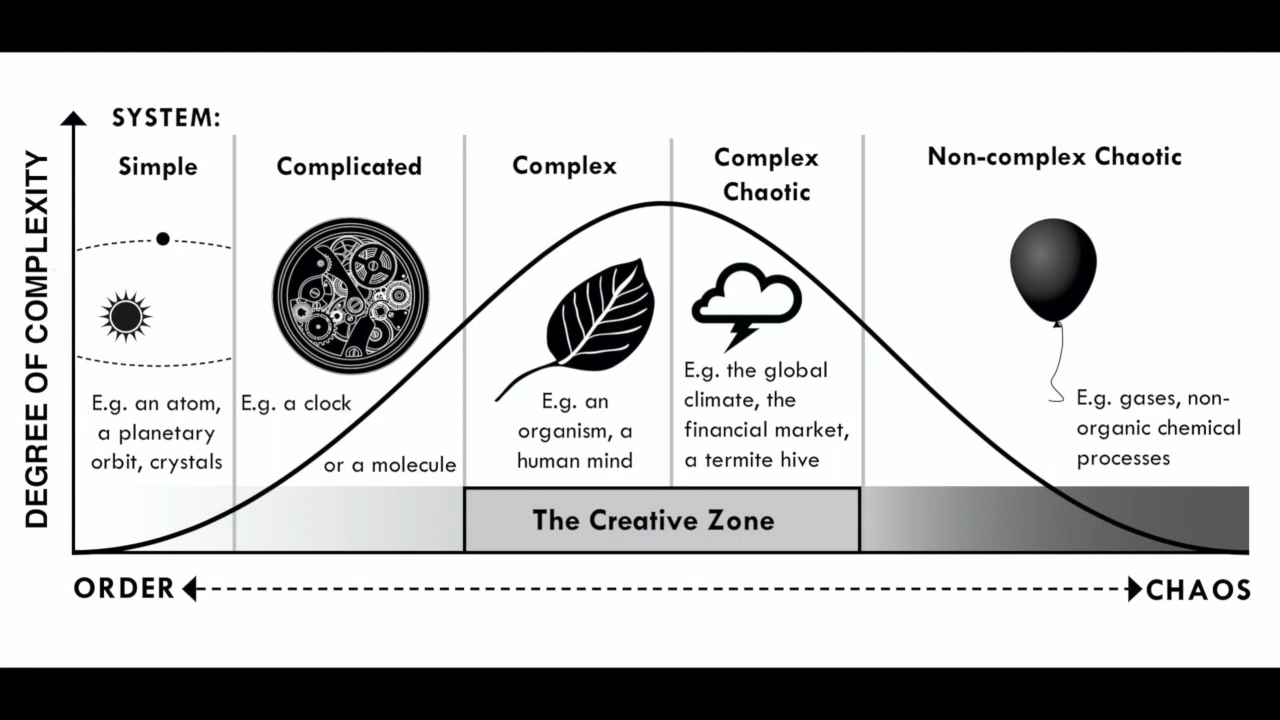 SYSTEM:
Simple
Complicated
Complex
Complex
Chaotic
Non-complex Chaotic
DEGREE OF COMPLEXITY
E.g. an atom,
a planetary
orbit, crystals
E.g. a clock
or a molecule
E.g. an
organism, a
human mind
E.g. the global
climate, the
financial market,
a termite hive
E.g. gases, non-
organic chemical
processes
The Creative Zone
ORDER
CHAOS